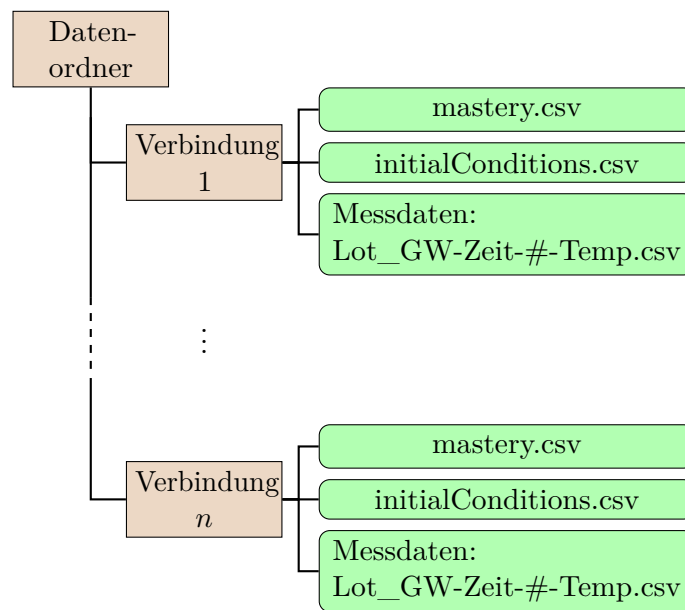 Daten-
ordner
Verbindung
1
mastery.csv
initialConditions.csv
Messdaten:
Lot_GW-Zeit-#-Temp.csv
⋮
Verbindung
n
mastery.csv
initialConditions.csv
Messdaten:
Lot_GW-Zeit-#-Temp.csv